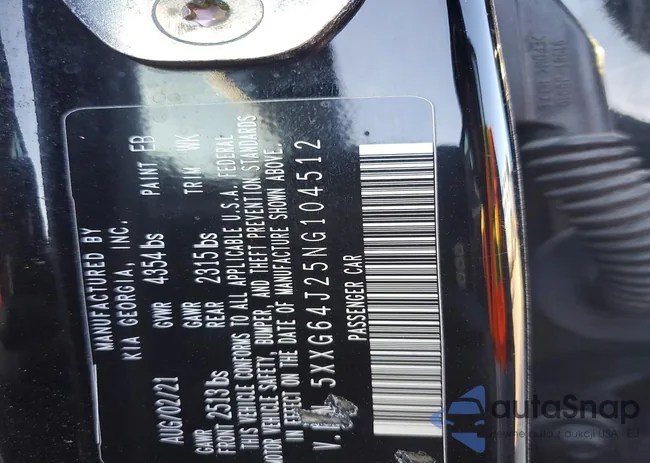 MANUFACTURED BY
KIA GEORGIA, INC.
AUG/02/21 GVWR 4354lbs PAINT EB
GAWR GAWR TRIM WK
FRONT 2513lbs REAR 2315lbs
THIS VEHICLE CONFORMS TO ALL APPLICABLE U.S.A. FEDERAL
MOTOR VEHICLE SAFETY, BUMPER, AND THEFT PREVENTION STANDARDS
IN EFFECT ON THE DATE OF MANUFACTURE SHOWN ABOVE.
5XXG64J25NG104512
PASSENGER CAR
autaSnap